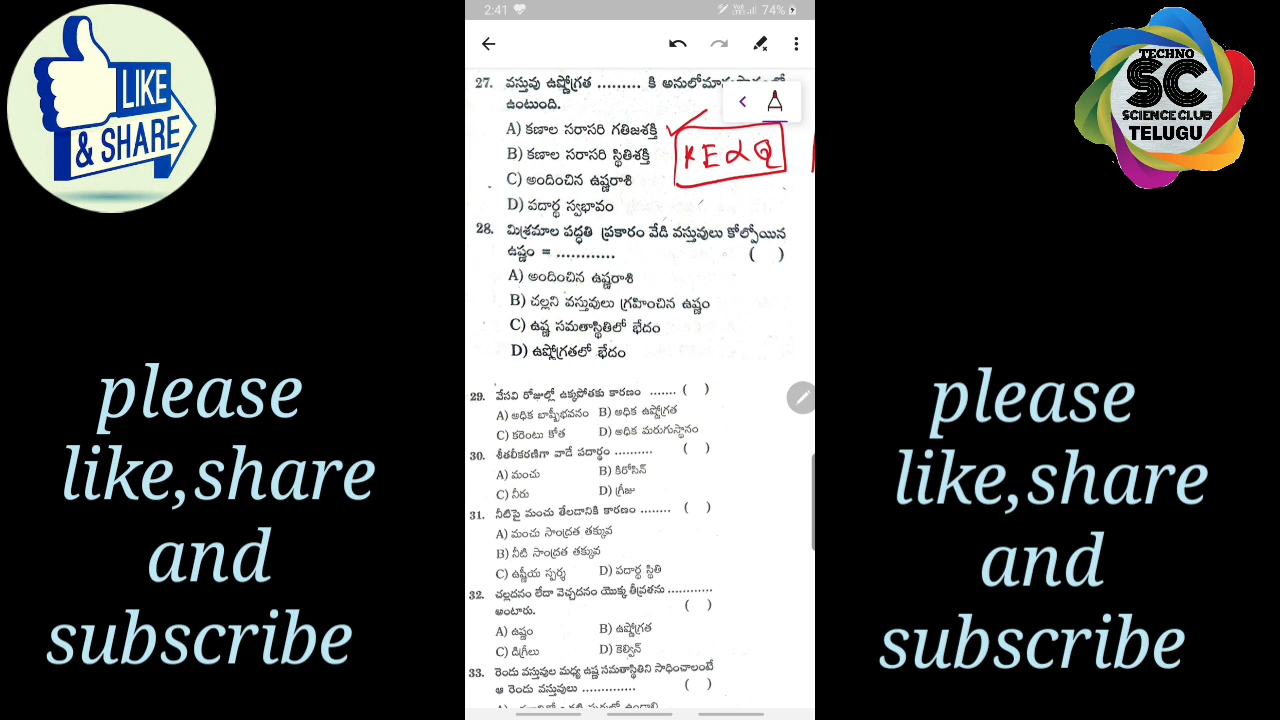 2:41
74%
LIKE
& SHARE
TECHNO
SC
SCIENCE CLUB
TELUGU
27. వస్తువు ఉష్ణోగ్రత ......... కి
ఉంటుంది.
A) కణాల సరాసరి గతిజశక్తి
B) కణాల సరాసరి స్థితిశక్తి
KE α Q
C) అందించిన ఉష్ణరాశి
D) పదార్థ స్వభావం
28. మిశ్రమాల పద్ధతి ప్రకారం వేడి వస్తువులు కోల్పోయిన
ఉష్ణం = ............ ( )
A) అందించిన ఉష్ణరాశి
B) చల్లని వస్తువులు గ్రహించిన ఉష్ణం
C) ఉష్ణ సమతాస్థితిలో భేదం
D) ఉష్ణోగ్రతలో భేదం
29. వేసవి రోజుల్లో ఉక్కపోతకు కారణం ....... ( )
A) అధిక బాష్పీభవనం B) అధిక ఉష్ణోగ్రత
C) కరెంటు కోత D) అధిక మరుగుస్థానం
30. శీతలీకరణిగా వాడే పదార్థం .......... ( )
A) మంచు B) కిరోసిన్
C) నీరు D) గ్రీజు
31. నీటిపై మంచు తేలడానికి కారణం ........ ( )
A) మంచు సాంద్రత తక్కువ
B) నీటి సాంద్రత తక్కువ
C) ఉష్ణీయ స్పర్శ D) పదార్థ స్థితి
32. చల్లదనం లేదా వెచ్చదనం యొక్క తీవ్రతను ............
అంటారు. ( )
A) ఉష్ణం B) ఉష్ణోగ్రత
C) డిగ్రీలు D) కెల్విన్
33. రెండు వస్తువుల మధ్య ఉష్ణ సమతాస్థితిని సాధించాలంటే
ఆ రెండు వస్తువులు .............. ( )
please
like,share
and
subscribe
please
like,share
and
subscribe